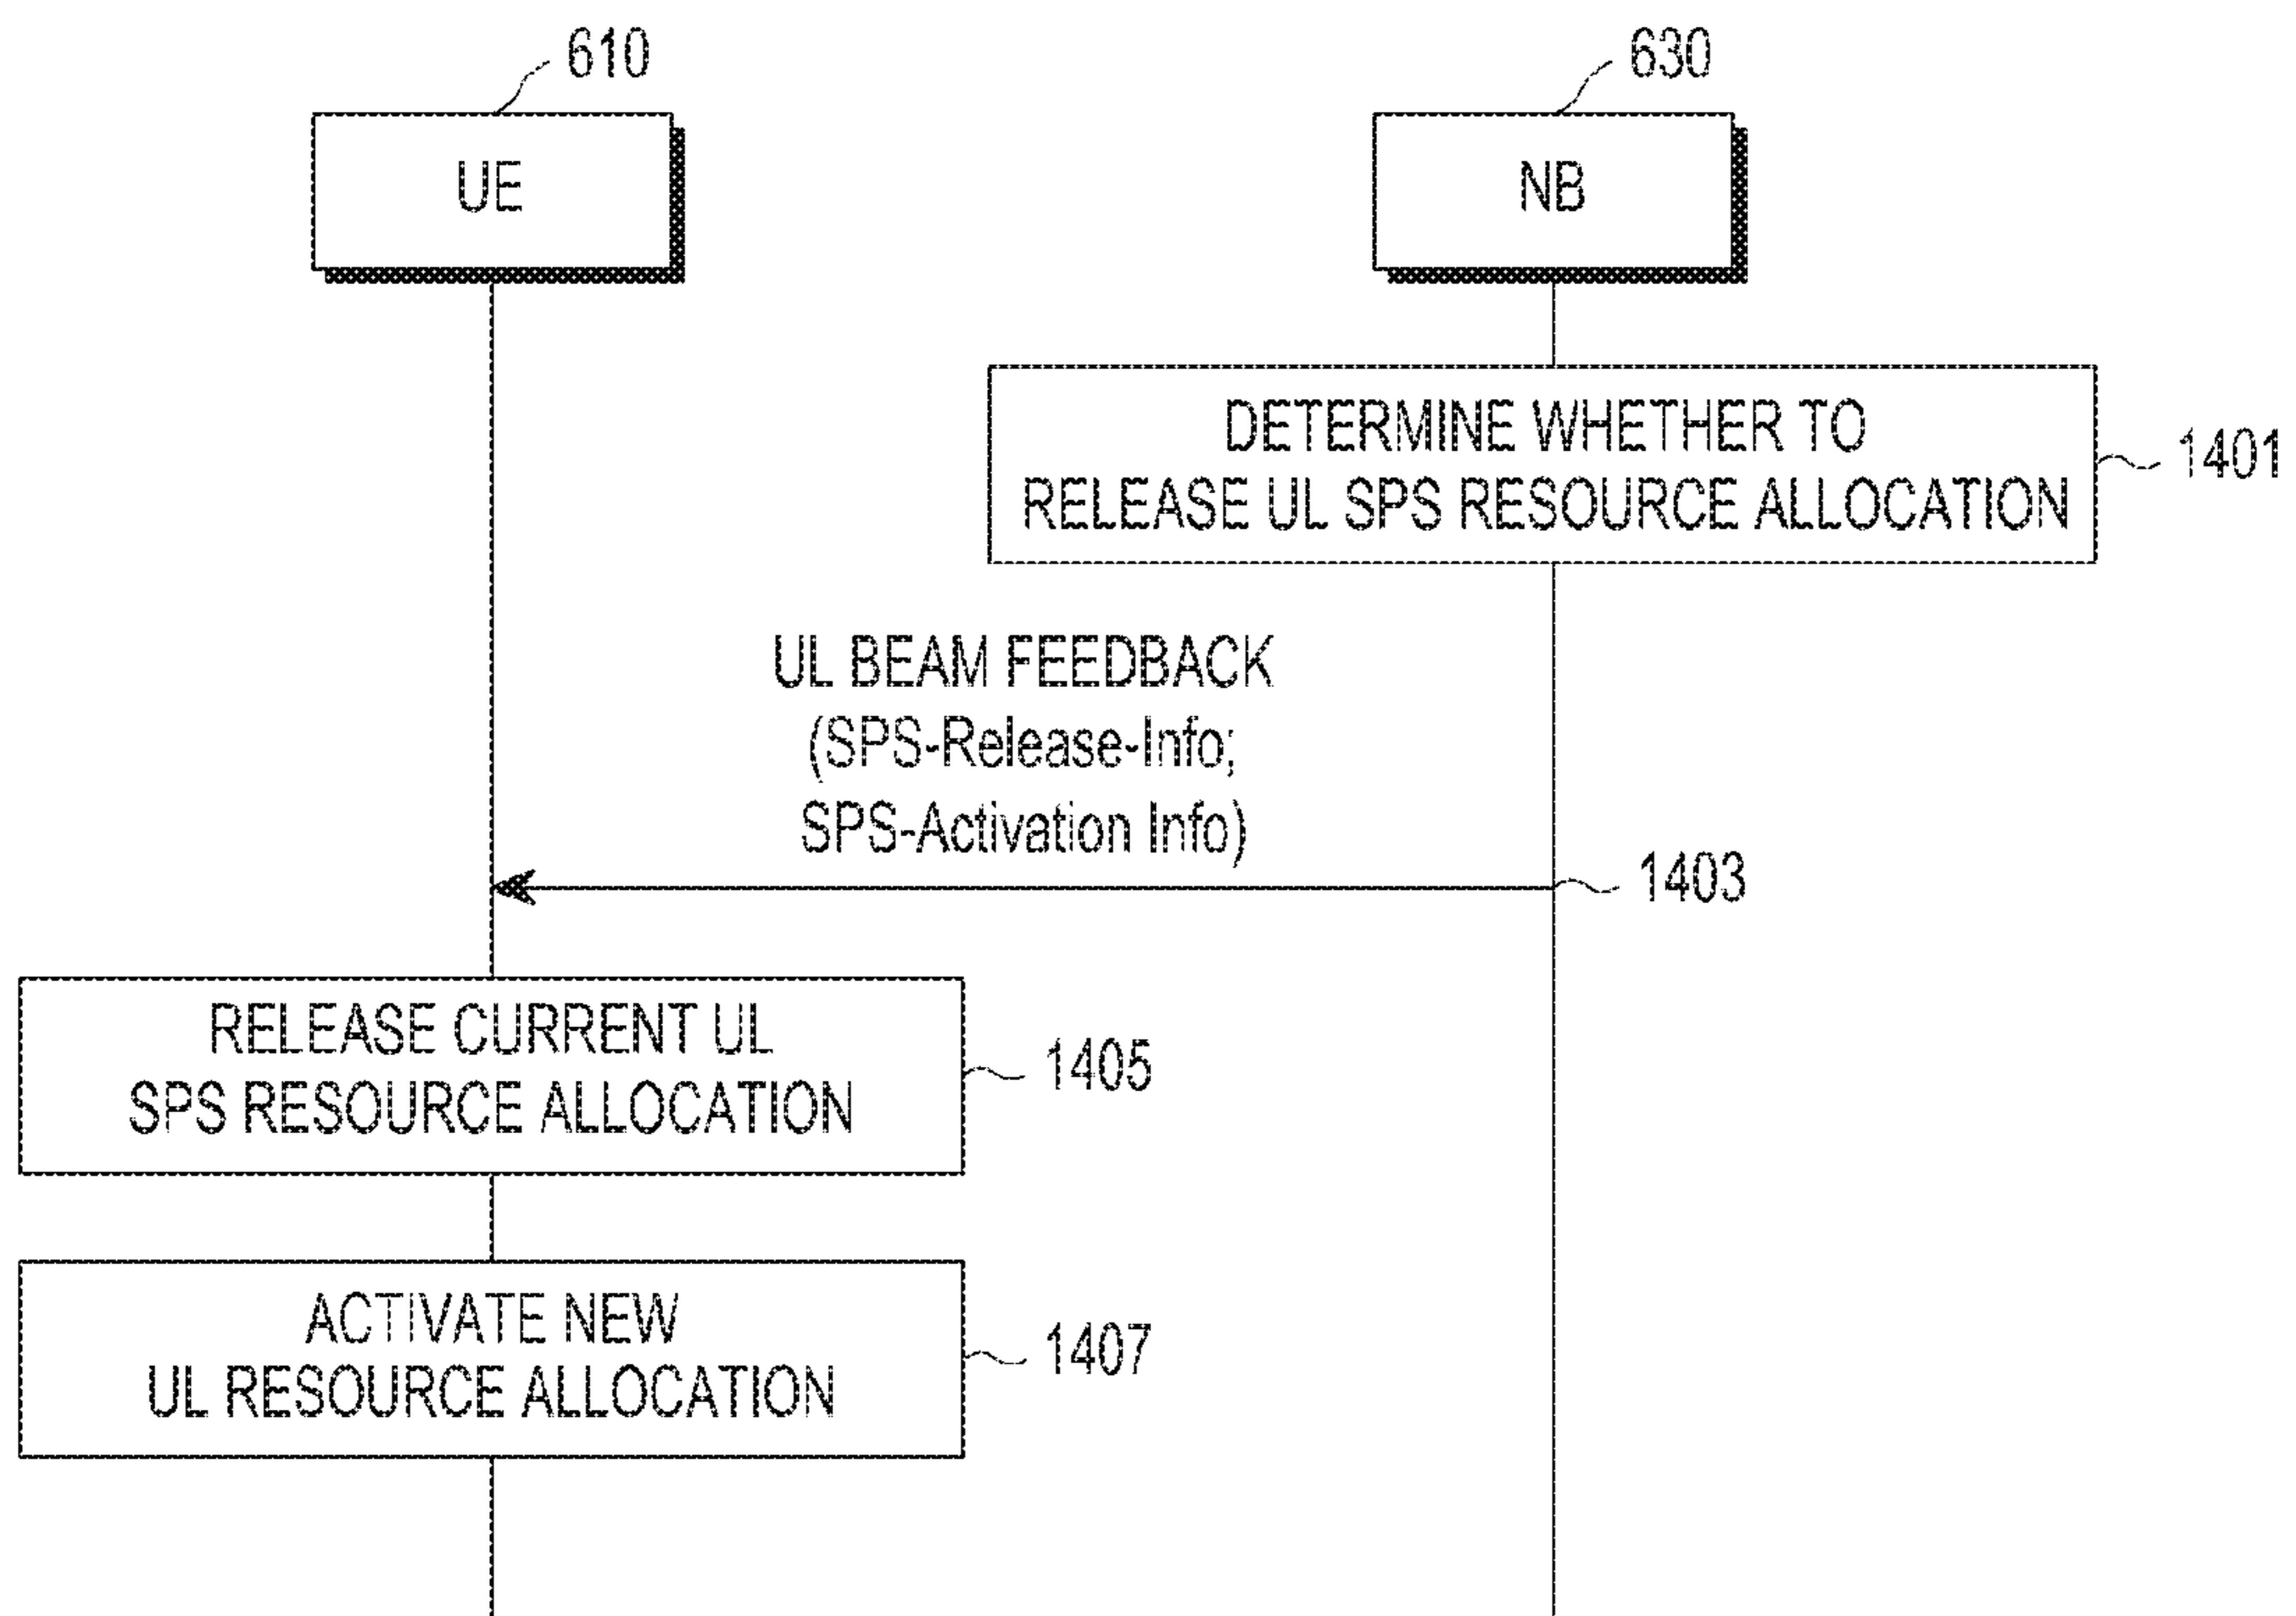 610
630
UE
NB
DETERMINE WHETHER TO
RELEASE UL SPS RESOURCE ALLOCATION
1401
UL BEAM FEEDBACK
(SPS-Release-Info;
SPS-Activation Info)
1403
RELEASE CURRENT UL
SPS RESOURCE ALLOCATION
1405
ACTIVATE NEW
UL RESOURCE ALLOCATION
1407